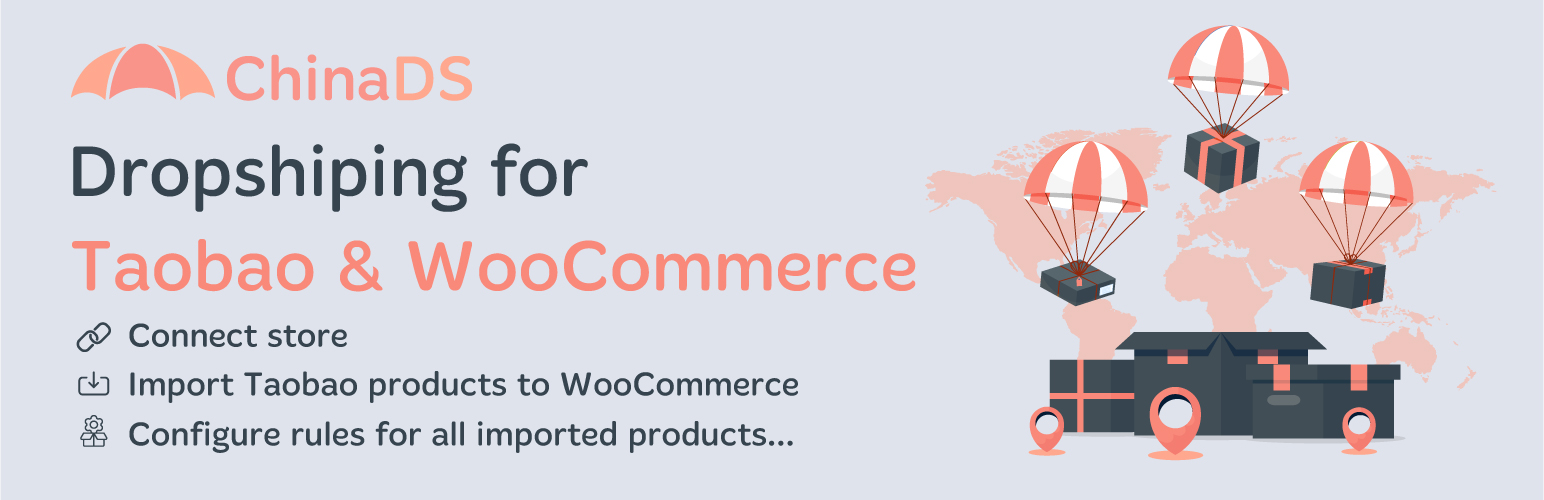 ChinaDS
Dropshiping for
Taobao & WooCommerce
Connect store
Import Taobao products to WooCommerce
Configure rules for all imported products...